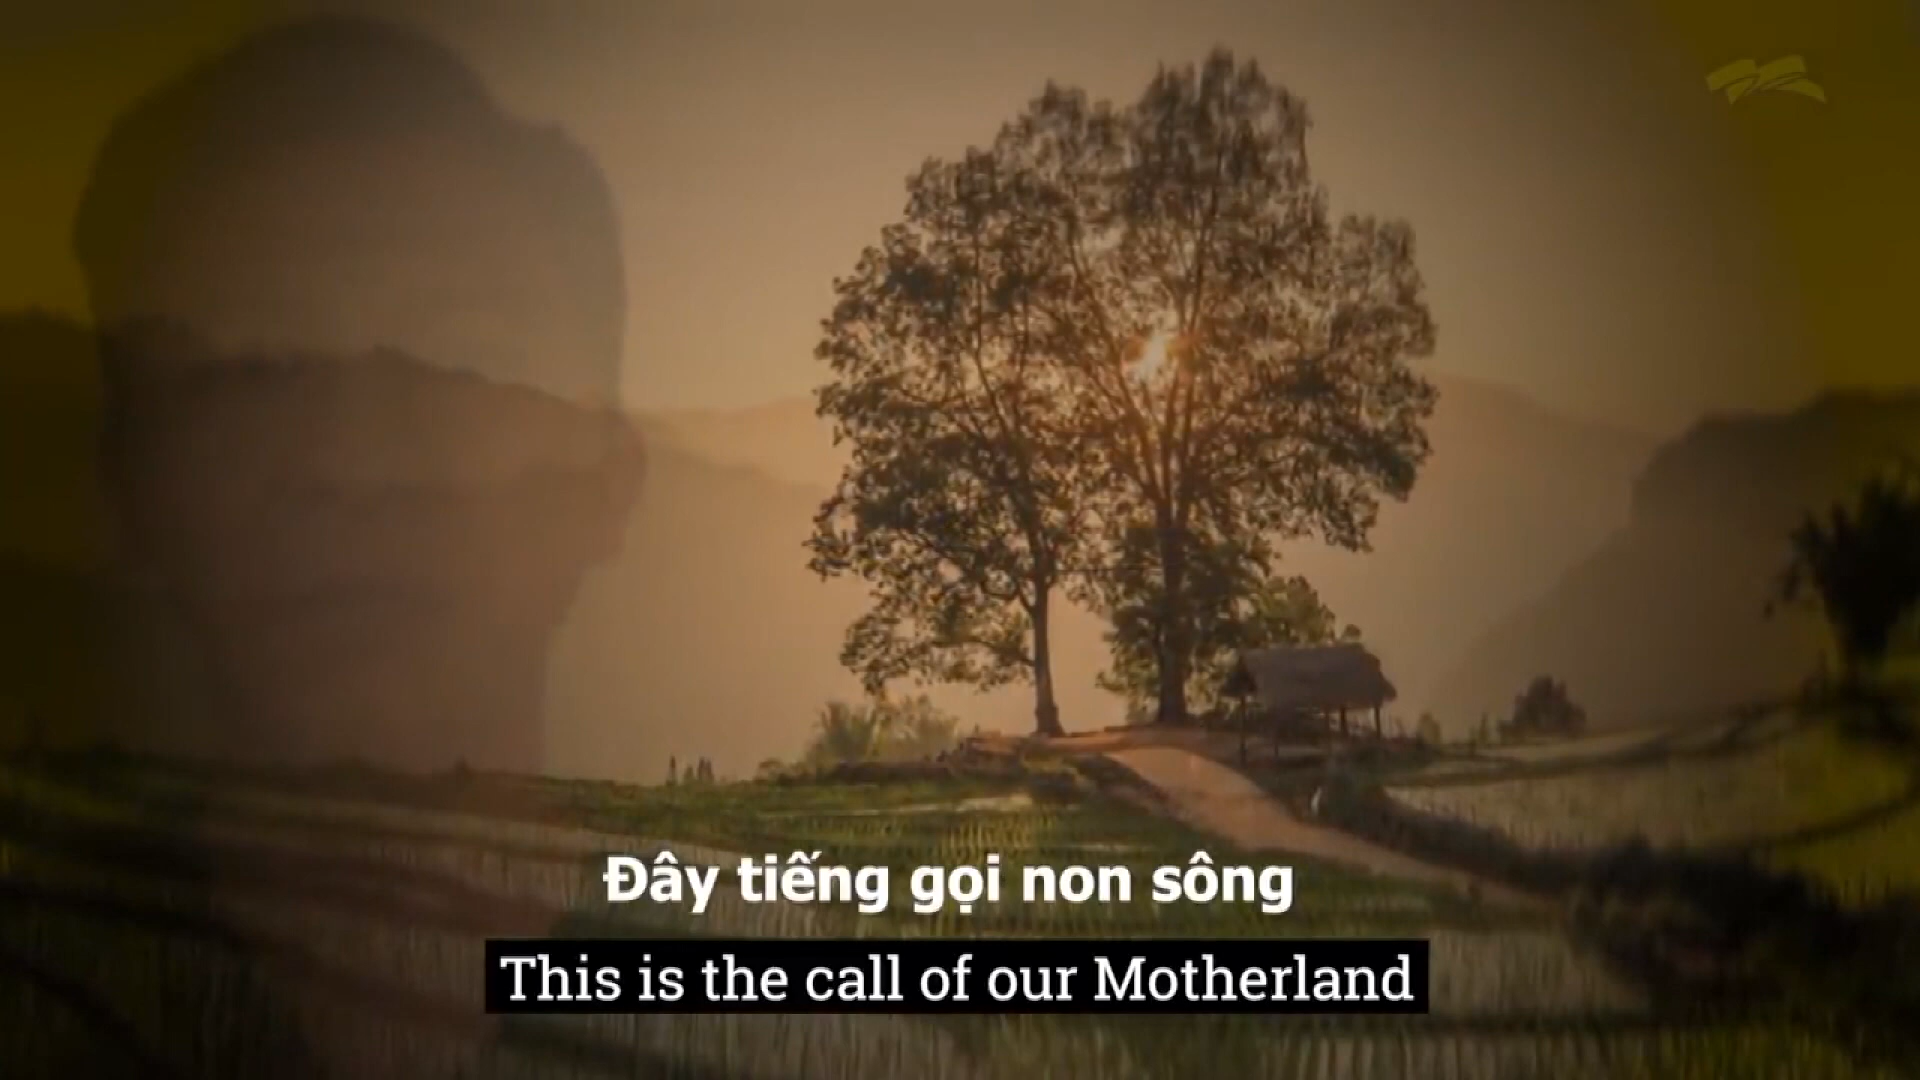 Đây tiếng gọi non sông
This is the call of our Motherland